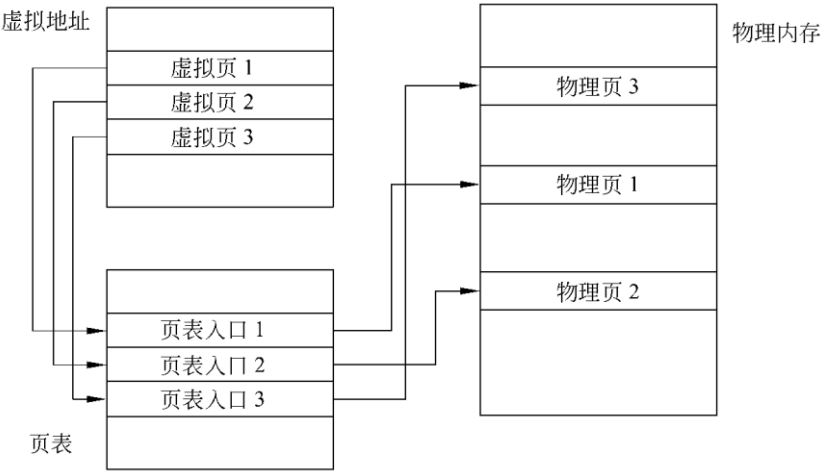 虚拟地址
虚拟页 1
虚拟页 2
虚拟页 3
页表入口 1
页表入口 2
页表入口 3
页表
物理内存
物理页 3
物理页 1
物理页 2